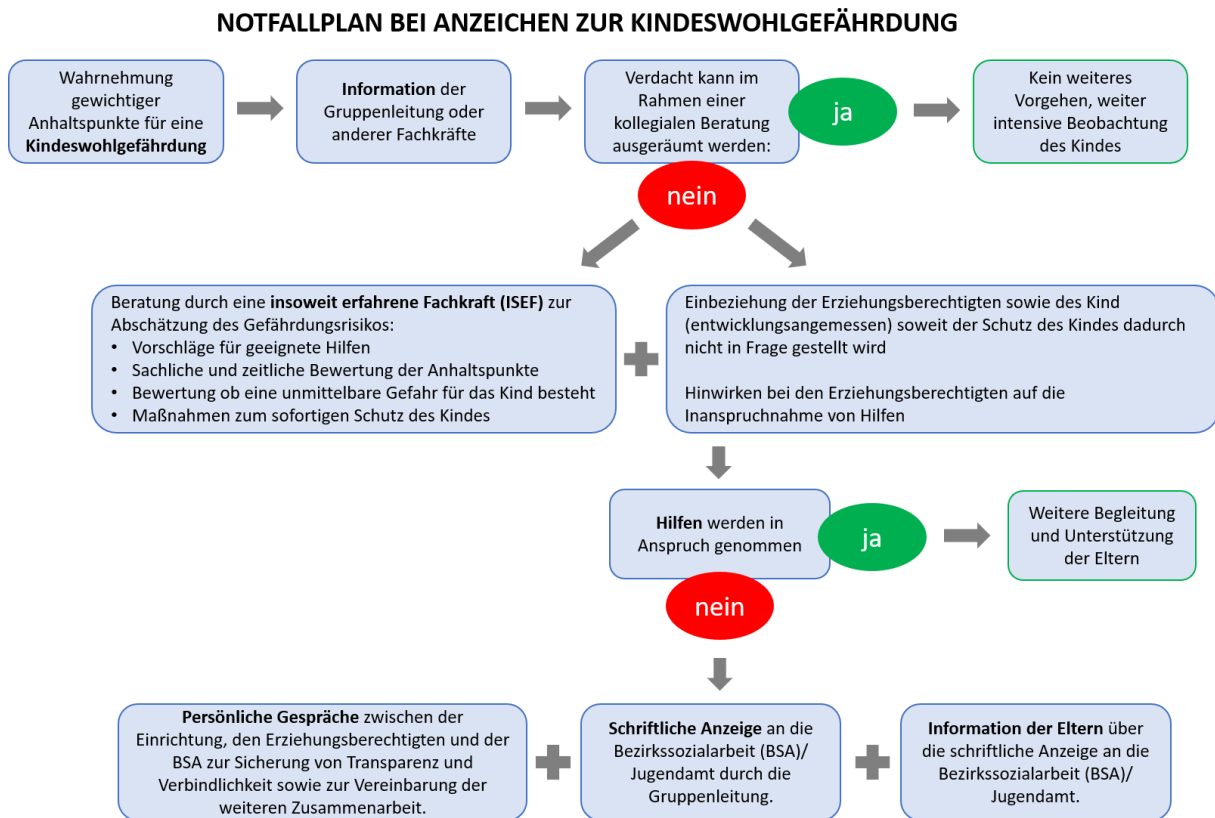 NOTFALLPLAN BEI ANZEICHEN ZUR KINDESWOHLGEFÄHRDUNG
Wahrnehmung
gewichtiger
Anhaltspunkte für eine
Kindeswohlgefährdung
Information der
Gruppenleitung oder
anderer Fachkräfte
Verdacht kann im
Rahmen einer
kollegialen Beratung
ausgeräumt werden:
ja
Kein weiteres
Vorgehen, weiter
intensive Beobachtung
des Kindes
nein
Beratung durch eine insoweit erfahrene Fachkraft (ISEF) zur
Abschätzung des Gefährdungsrisikos:
• Vorschläge für geeignete Hilfen
• Sachliche und zeitliche Bewertung der Anhaltspunkte
• Bewertung ob eine unmittelbare Gefahr für das Kind besteht
• Maßnahmen zum sofortigen Schutz des Kindes
Einbeziehung der Erziehungsberechtigten sowie des Kind
(entwicklungsangemessen) soweit der Schutz des Kindes dadurch
nicht in Frage gestellt wird
Hinwirken bei den Erziehungsberechtigten auf die
Inanspruchnahme von Hilfen
Hilfen werden in
Anspruch genommen
ja
Weitere Begleitung
und Unterstützung
der Eltern
nein
Persönliche Gespräche zwischen der
Einrichtung, den Erziehungsberechtigten und der
BSA zur Sicherung von Transparenz und
Verbindlichkeit sowie zur Vereinbarung der
weiteren Zusammenarbeit.
Schriftliche Anzeige an die
Bezirkssozialarbeit (BSA)/
Jugendamt durch die
Gruppenleitung.
Information der Eltern über
die schriftliche Anzeige an die
Bezirkssozialarbeit (BSA)/
Jugendamt.